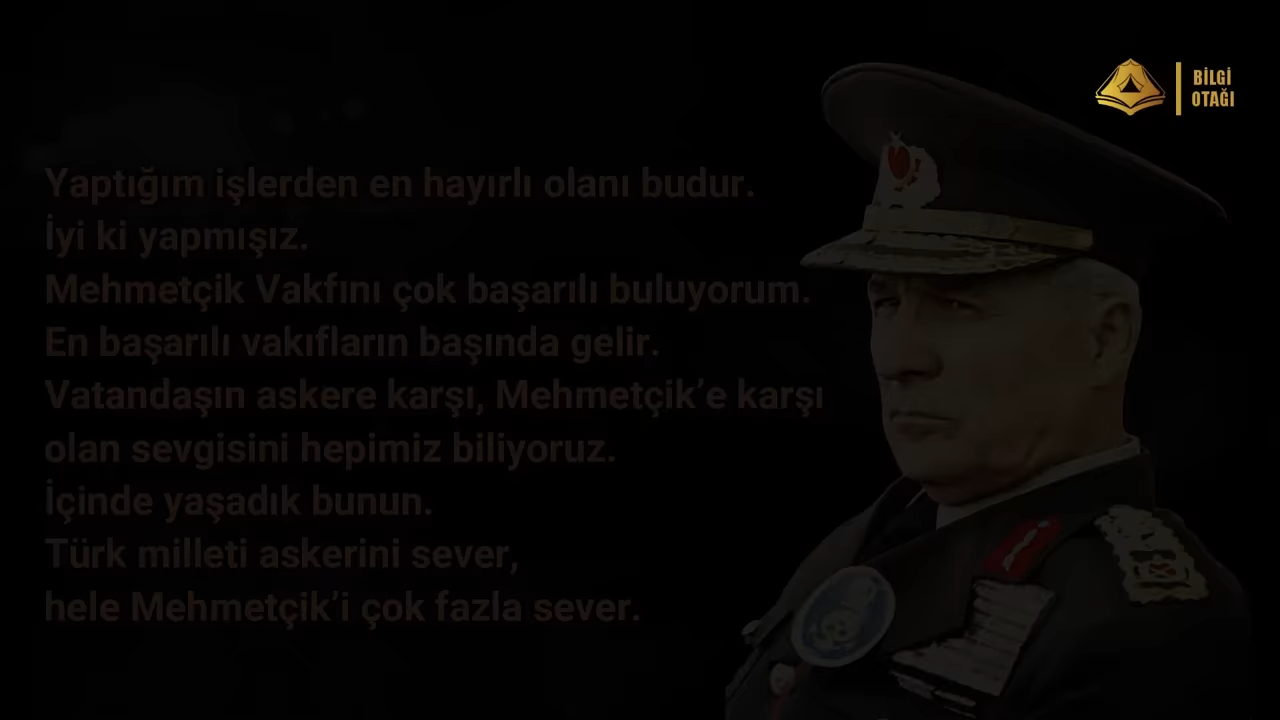 BİLGİ
OTAĞI
Yaptığım işlerden en hayırlı olanı budur.
İyi ki yapmışız.
Mehmetçik Vakfını çok başarılı buluyorum.
En başarılı vakıfların başında gelir.
Vatandaşın askere karşı, Mehmetçik’e karşı
olan sevgisini hepimiz biliyoruz.
İçinde yaşadık bunun.
Türk milleti askerini sever,
hele Mehmetçik’i çok fazla sever.